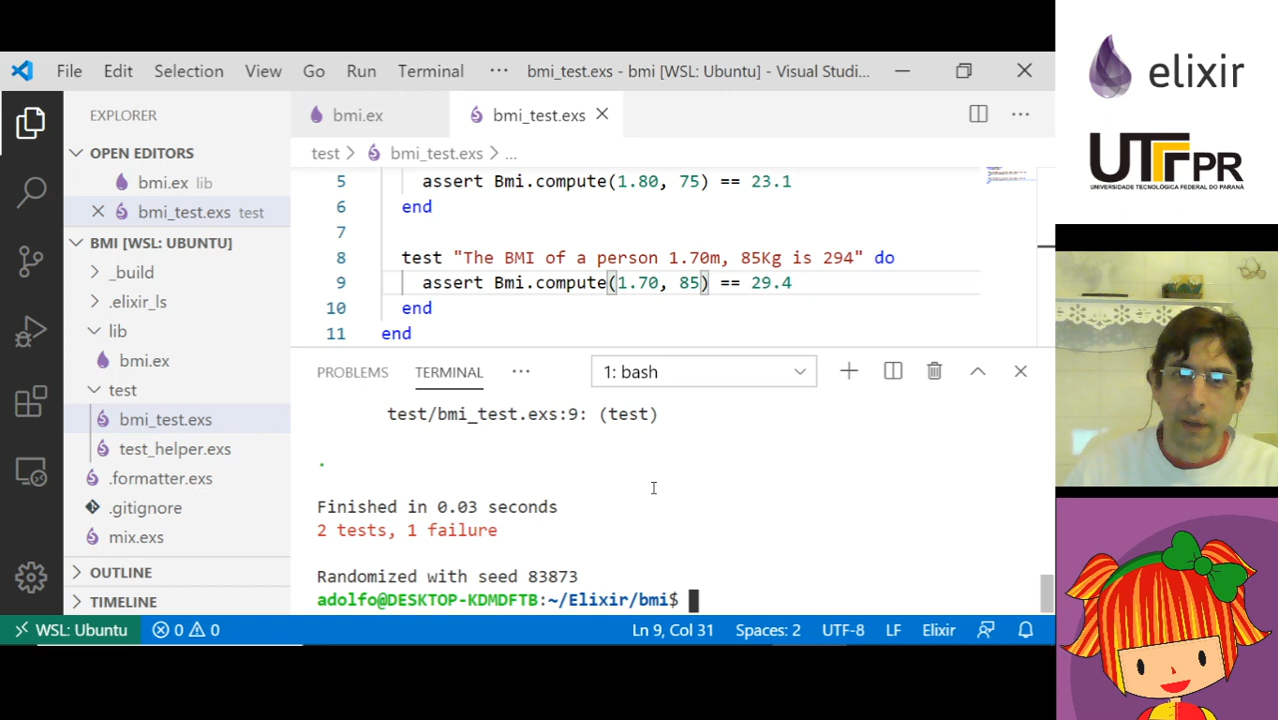 File Edit Selection View Go Run Terminal ··· bmi_test.exs - bmi [WSL: Ubuntu] - Visual Studi...
EXPLORER
OPEN EDITORS
bmi.ex lib
bmi_test.exs test
BMI [WSL: UBUNTU]
_build
.elixir_ls
lib
bmi.ex
test
bmi_test.exs
test_helper.exs
.formatter.exs
.gitignore
mix.exs
OUTLINE
TIMELINE
bmi.ex bmi_test.exs
test > bmi_test.exs > ...
5 assert Bmi.compute(1.80, 75) == 23.1
6 end
7
8 test "The BMI of a person 1.70m, 85Kg is 294" do
9 assert Bmi.compute(1.70, 85) == 29.4
10 end
11 end
PROBLEMS TERMINAL ··· 1: bash
test/bmi_test.exs:9: (test)
.
Finished in 0.03 seconds
2 tests, 1 failure
Randomized with seed 83873
adolfo@DESKTOP-KDMDFTB:~/Elixir/bmi$
WSL: Ubuntu 0 0 Ln 9, Col 31 Spaces: 2 UTF-8 LF Elixir
elixir
UTFPR
UNIVERSIDADE TECNOLÓGICA FEDERAL DO PARANÁ